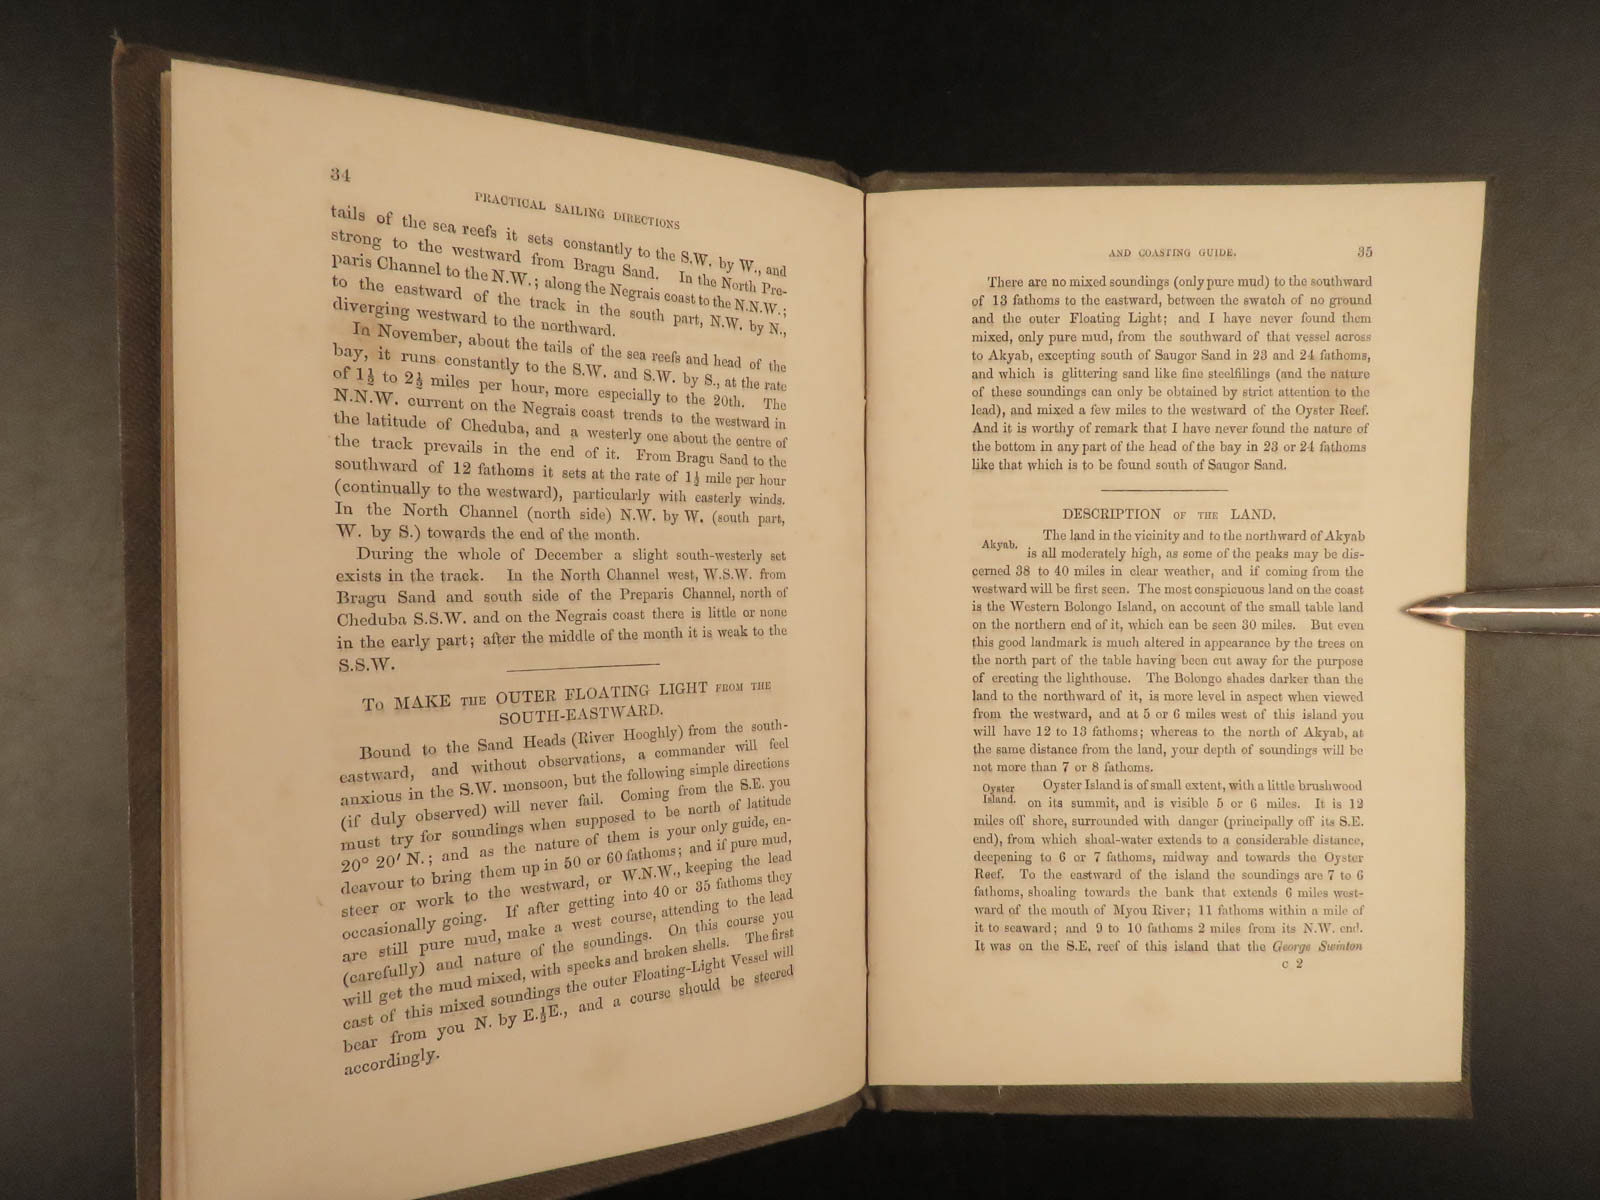 34
PRACTICAL SAILING DIRECTIONS
tails of the sea reefs it sets constantly to the S.W. by W., and
strong to the westward from Bragu Sand. In the North Pre-
paris Channel to the N.W.; along the Negrais coast to the N.N.W.;
to the eastward of the track in the south part, N.W. by N.,
diverging westward to the northward.
In November, about the tails of the sea reefs and head of the
bay, it runs constantly to the S.W. and S.W. by S., at the rate
of 1½ to 2½ miles per hour, more especially to the 20th. The
N.N.W. current on the Negrais coast trends to the westward in
the latitude of Cheduba, and a westerly one about the centre of
the track prevails in the end of it. From Bragu Sand to the
southward of 12 fathoms it sets at the rate of 1½ mile per hour
(continually to the westward), particularly with easterly winds.
In the North Channel (north side) N.W. by W. (south part,
W. by S.) towards the end of the month.
During the whole of December a slight south-westerly set
exists in the track. In the North Channel west, W.S.W. from
Bragu Sand and south side of the Preparis Channel, north of
Cheduba S.S.W. and on the Negrais coast there is little or none
in the early part; after the middle of the month it is weak to the
S.S.W.
To MAKE THE OUTER FLOATING LIGHT FROM THE
SOUTH-EASTWARD.
Bound to the Sand Heads (River Hooghly) from the south-
eastward, and without observations, a commander will feel
anxious in the S.W. monsoon, but the following simple directions
(if duly observed) will never fail. Coming from the S.E. you
must try for soundings when supposed to be north of latitude
20° 20′ N.; and as the nature of them is your only guide, en-
deavour to bring them up in 50 or 60 fathoms; and if pure mud,
steer or work to the westward, or W.N.W., keeping the lead
occasionally going. If after getting into 40 or 35 fathoms they
are still pure mud, make a west course, attending to the lead
(carefully) and nature of the soundings. On this course you
will get the mud mixed, with specks and broken shells. The first
cast of this mixed soundings the outer Floating-Light Vessel will
bear from you N. by E.½E., and a course should be steered
accordingly.
AND COASTING GUIDE. 35
There are no mixed soundings (only pure mud) to the southward
of 13 fathoms to the eastward, between the swatch of no ground
and the outer Floating Light; and I have never found them
mixed, only pure mud, from the southward of that vessel across
to Akyab, excepting south of Saugor Sand in 23 and 24 fathoms,
and which is glittering sand like fine steelfilings (and the nature
of these soundings can only be obtained by strict attention to the
lead), and mixed a few miles to the westward of the Oyster Reef.
And it is worthy of remark that I have never found the nature of
the bottom in any part of the head of the bay in 23 or 24 fathoms
like that which is to be found south of Saugor Sand.
DESCRIPTION OF THE LAND.
Akyab. The land in the vicinity and to the northward of Akyab
is all moderately high, as some of the peaks may be dis-
cerned 38 to 40 miles in clear weather, and if coming from the
westward will be first seen. The most conspicuous land on the coast
is the Western Bolongo Island, on account of the small table land
on the northern end of it, which can be seen 30 miles. But even
this good landmark is much altered in appearance by the trees on
the north part of the table having been cut away for the purpose
of erecting the lighthouse. The Bolongo shades darker than the
land to the northward of it, is more level in aspect when viewed
from the westward, and at 5 or 6 miles west of this island you
will have 12 to 13 fathoms; whereas to the north of Akyab, at
the same distance from the land, your depth of soundings will be
not more than 7 or 8 fathoms.
Oyster Island. Oyster Island is of small extent, with a little brushwood
on its summit, and is visible 5 or 6 miles. It is 12
miles off shore, surrounded with danger (principally off its S.E.
end), from which shoal-water extends to a considerable distance,
deepening to 6 or 7 fathoms, midway and towards the Oyster
Reef. To the eastward of the island the soundings are 7 to 6
fathoms, shoaling towards the bank that extends 6 miles west-
ward of the mouth of Myou River; 11 fathoms within a mile of
it to seaward; and 9 to 10 fathoms 2 miles from its N.W. end.
It was on the S.E. reef of this island that the George Swinton
C 2